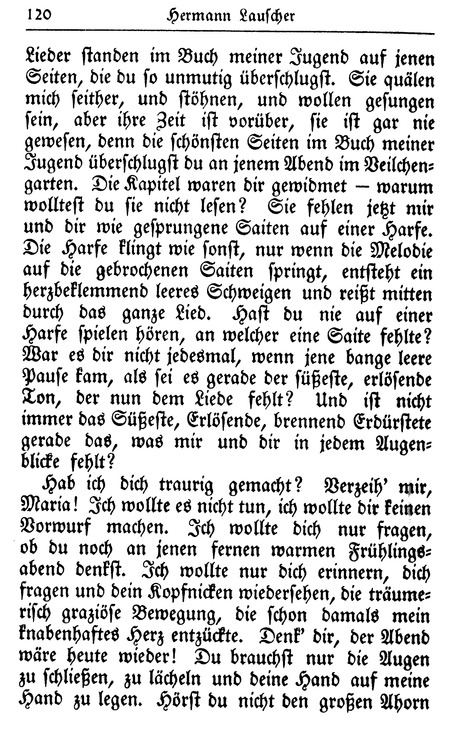 120 Hermann Lauscher
Lieder standen im Buch meiner Jugend auf jenen
Seiten, die du so unmutig überschlugst. Sie quälen
mich seither, und stöhnen, und wollen gesungen
sein, aber ihre Zeit ist vorüber, sie ist gar nie
gewesen, denn die schönsten Seiten im Buch meiner
Jugend überschlugst du an jenem Abend im Veilchen-
garten. Die Kapitel waren dir gewidmet — warum
wolltest du sie nicht lesen? Sie fehlen jetzt mir
und dir wie gesprungene Saiten auf einer Harfe.
Die Harfe klingt wie sonst, nur wenn die Melodie
auf die gebrochenen Saiten springt, entsteht ein
herzbeklemmend leeres Schweigen und reißt mitten
durch das ganze Lied. Hast du nie auf einer
Harfe spielen hören, an welcher eine Saite fehlte?
War es dir nicht jedesmal, wenn jene bange leere
Pause kam, als sei es gerade der süßeste, erlösende
Ton, der nun dem Liede fehlt? Und ist nicht
immer das Süßeste, Erlösende, brennend Erdürstete
gerade das, was mir und dir in jedem Augen-
blicke fehlt?
Hab ich dich traurig gemacht? Verzeih' mir,
Maria! Ich wollte es nicht tun, ich wollte dir keinen
Vorwurf machen. Ich wollte dich nur fragen,
ob du noch an jenen fernen warmen Frühlings-
abend denkst. Ich wollte nur dich erinnern, dich
fragen und dein Kopfnicken wiedersehen, die träume-
risch graziöse Bewegung, die schon damals mein
knabenhaftes Herz entzückte. Denk' dir, der Abend
wäre heute wieder! Du brauchst nur die Augen
zu schließen, zu lächeln und deine Hand auf meine
Hand zu legen. Hörst du nicht den großen Ahorn